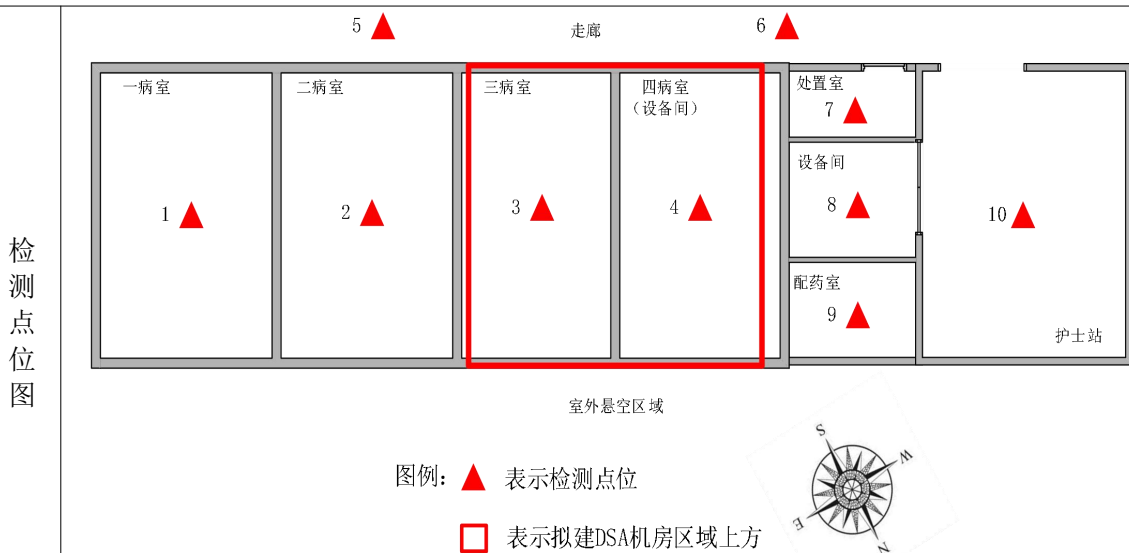 检测点位图
5
走廊
6
一病室
二病室
三病室
四病室
（设备间）
处置室
7
设备间
1
2
3
4
8
10
配药室
9
护士站
室外悬空区域
图例：
表示检测点位
表示拟建DSA机房区域上方
S
W
E
N